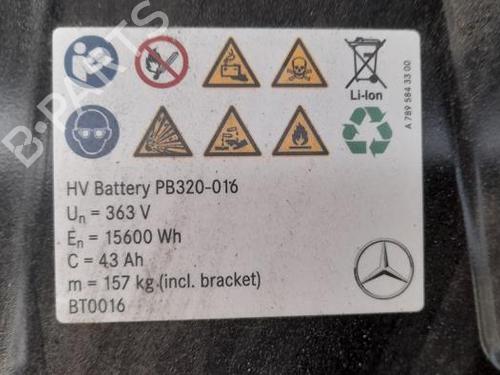 B-PARTS
Li-Ion
A 789 584 33 00
HV Battery PB320-016
Un = 363 V
En = 15600 Wh
C = 43 Ah
m = 157 kg (incl. bracket)
BT0016